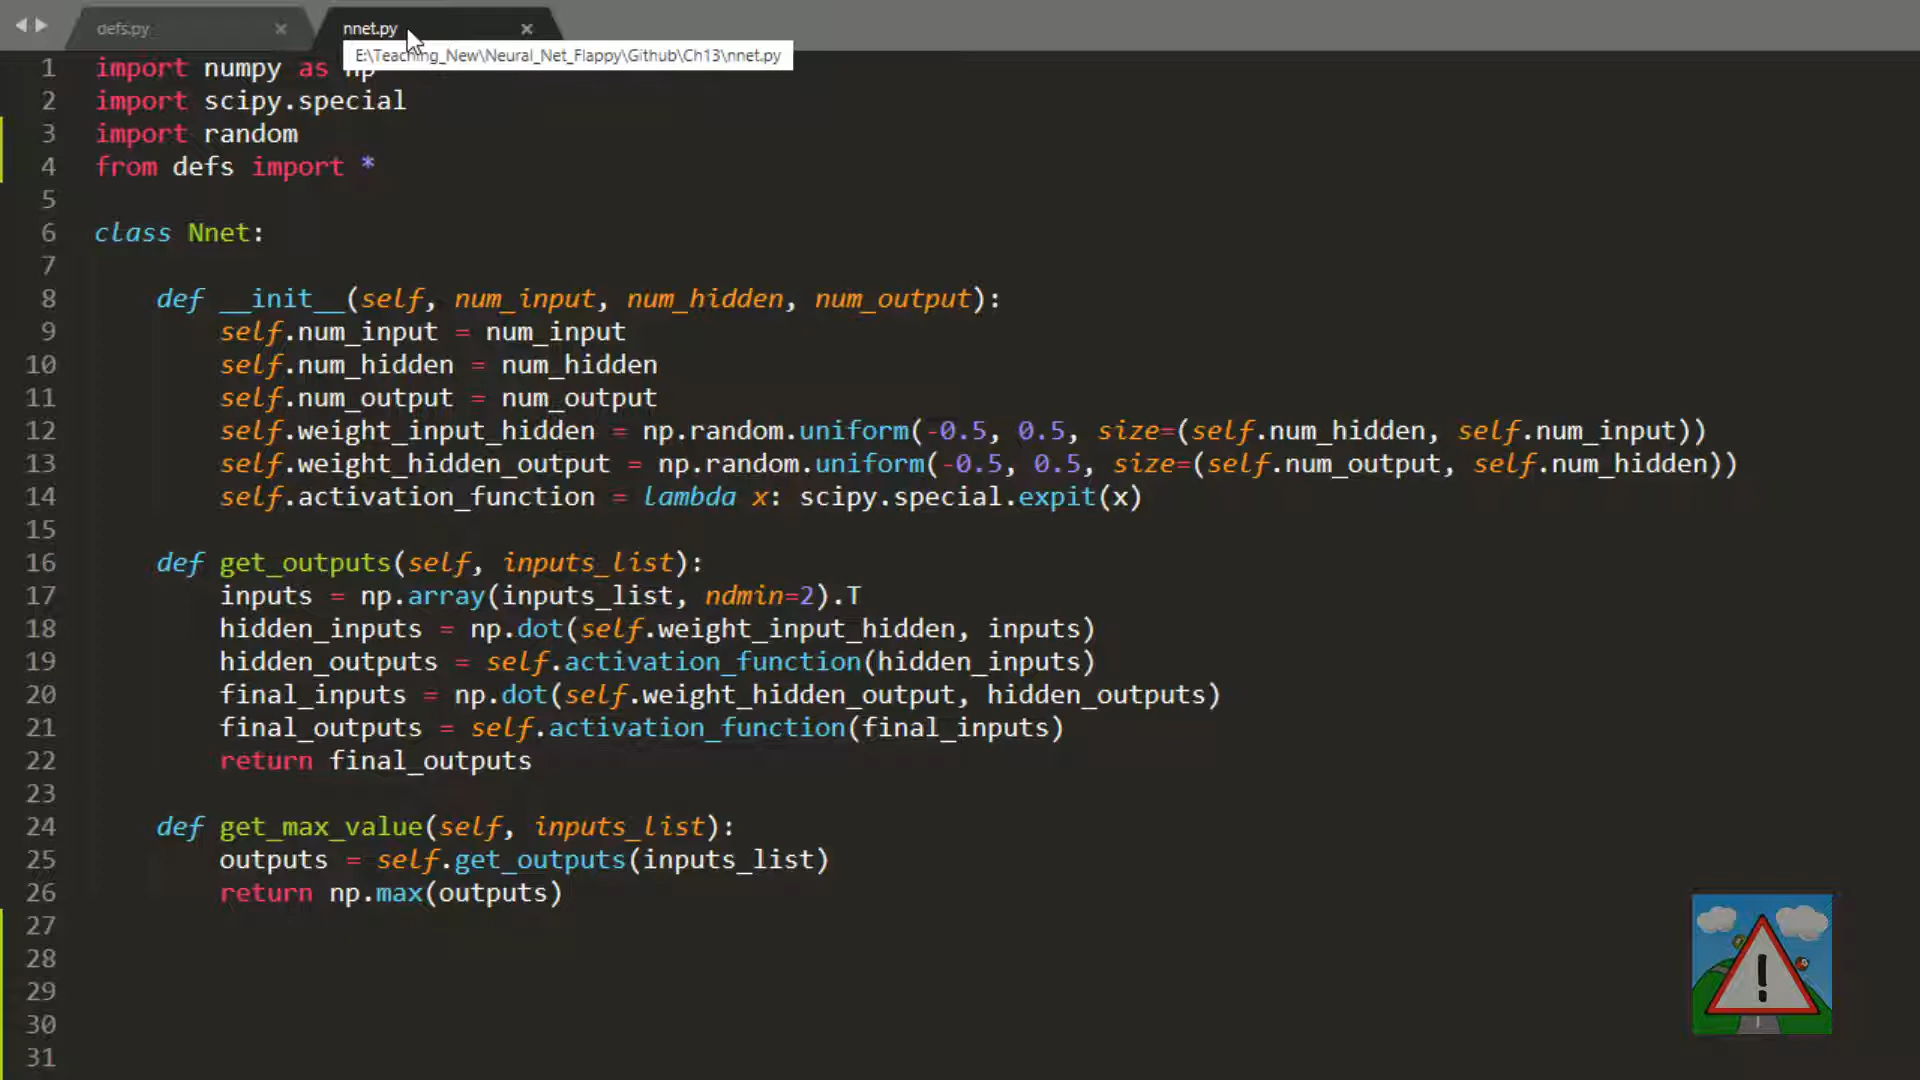 defs.py × nnet.py ×
E:\Teaching_New\Neural_Net_Flappy\Github\Ch13\nnet.py
1 import numpy as np
2 import scipy.special
3 import random
4 from defs import *
5
6 class Nnet:
7
8 def __init__(self, num_input, num_hidden, num_output):
9 self.num_input = num_input
10 self.num_hidden = num_hidden
11 self.num_output = num_output
12 self.weight_input_hidden = np.random.uniform(-0.5, 0.5, size=(self.num_hidden, self.num_input))
13 self.weight_hidden_output = np.random.uniform(-0.5, 0.5, size=(self.num_output, self.num_hidden))
14 self.activation_function = lambda x: scipy.special.expit(x)
15
16 def get_outputs(self, inputs_list):
17 inputs = np.array(inputs_list, ndmin=2).T
18 hidden_inputs = np.dot(self.weight_input_hidden, inputs)
19 hidden_outputs = self.activation_function(hidden_inputs)
20 final_inputs = np.dot(self.weight_hidden_output, hidden_outputs)
21 final_outputs = self.activation_function(final_inputs)
22 return final_outputs
23
24 def get_max_value(self, inputs_list):
25 outputs = self.get_outputs(inputs_list)
26 return np.max(outputs)
27
28
29
30
31